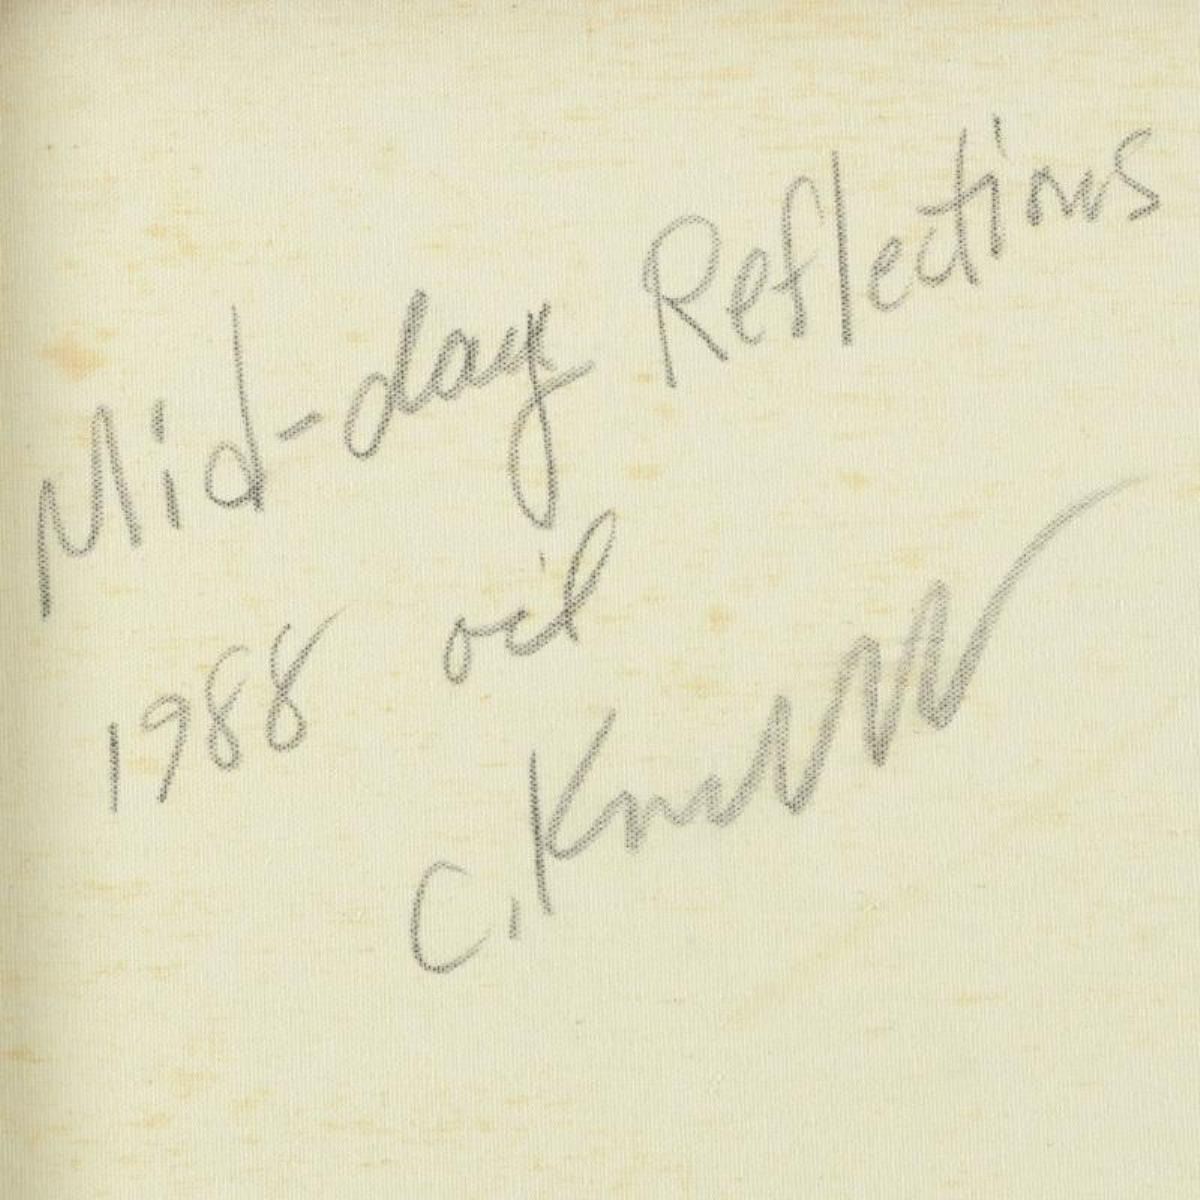 Mid-day Reflections
1988 oil
C.